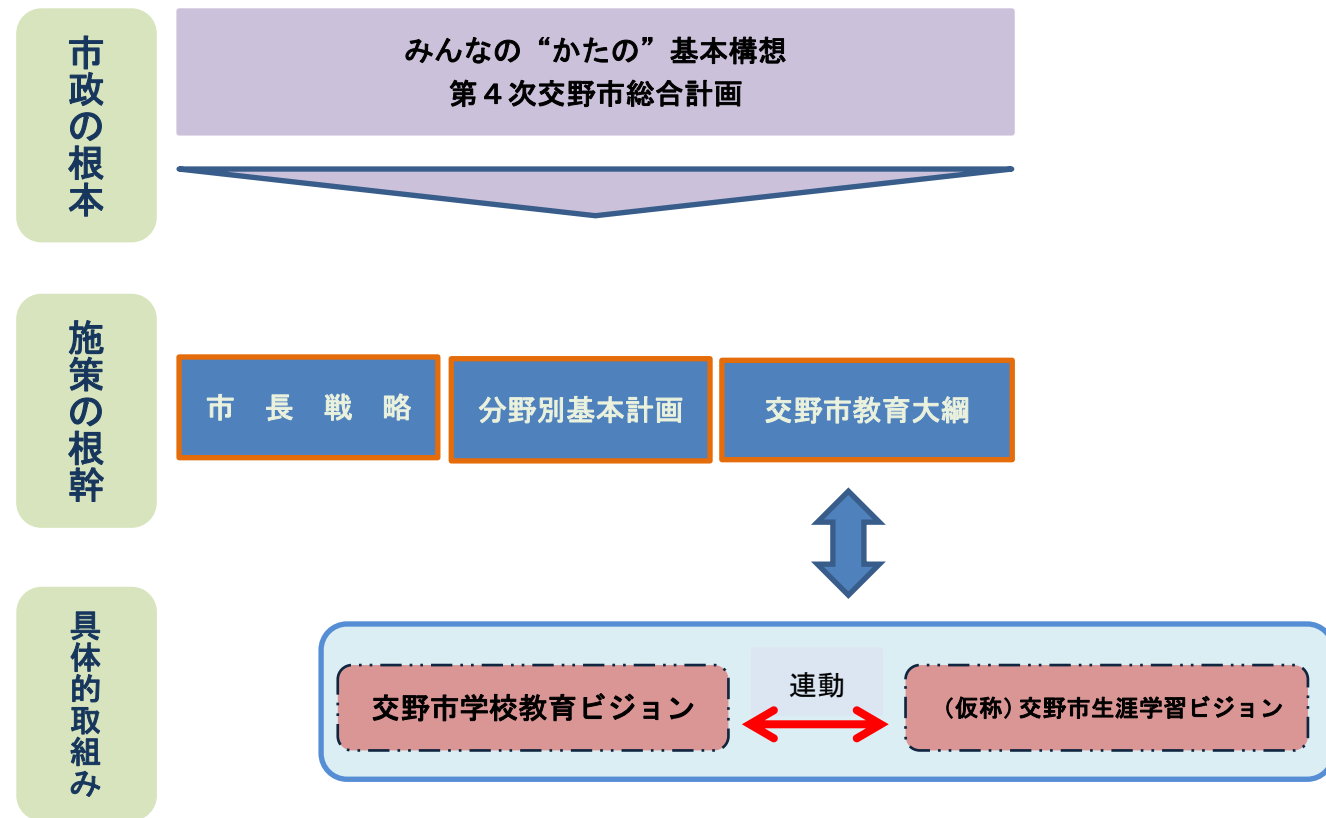 市政の根本
みんなの“かたの”基本構想
第４次交野市総合計画
施策の根幹
市　長　戦　略
分野別基本計画
交野市教育大綱
具体的取組み
交野市学校教育ビジョン
連動
（仮称）交野市生涯学習ビジョン